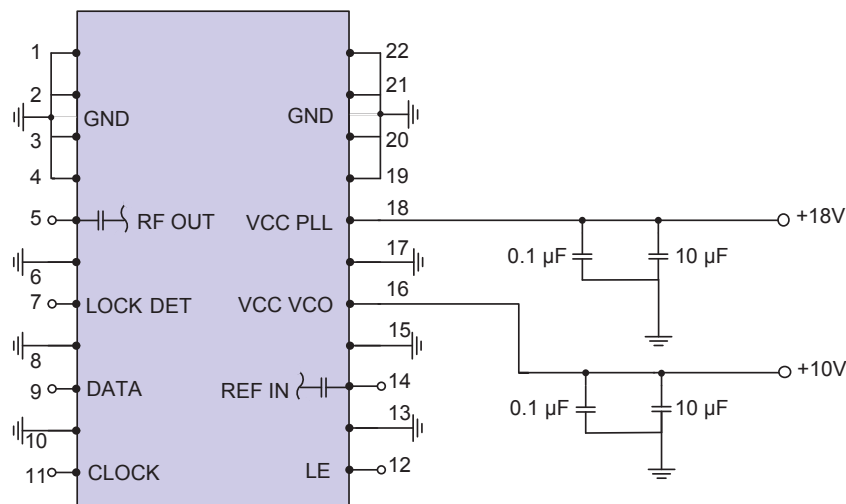 1
22
2
21
GND
GND
3
20
4
19
5
RF OUT
VCC PLL
18
+18V
0.1 µF
10 µF
6
17
7
LOCK DET
VCC VCO
16
8
15
9
DATA
REF IN
14
+10V
0.1 µF
10 µF
10
13
11
CLOCK
LE
12